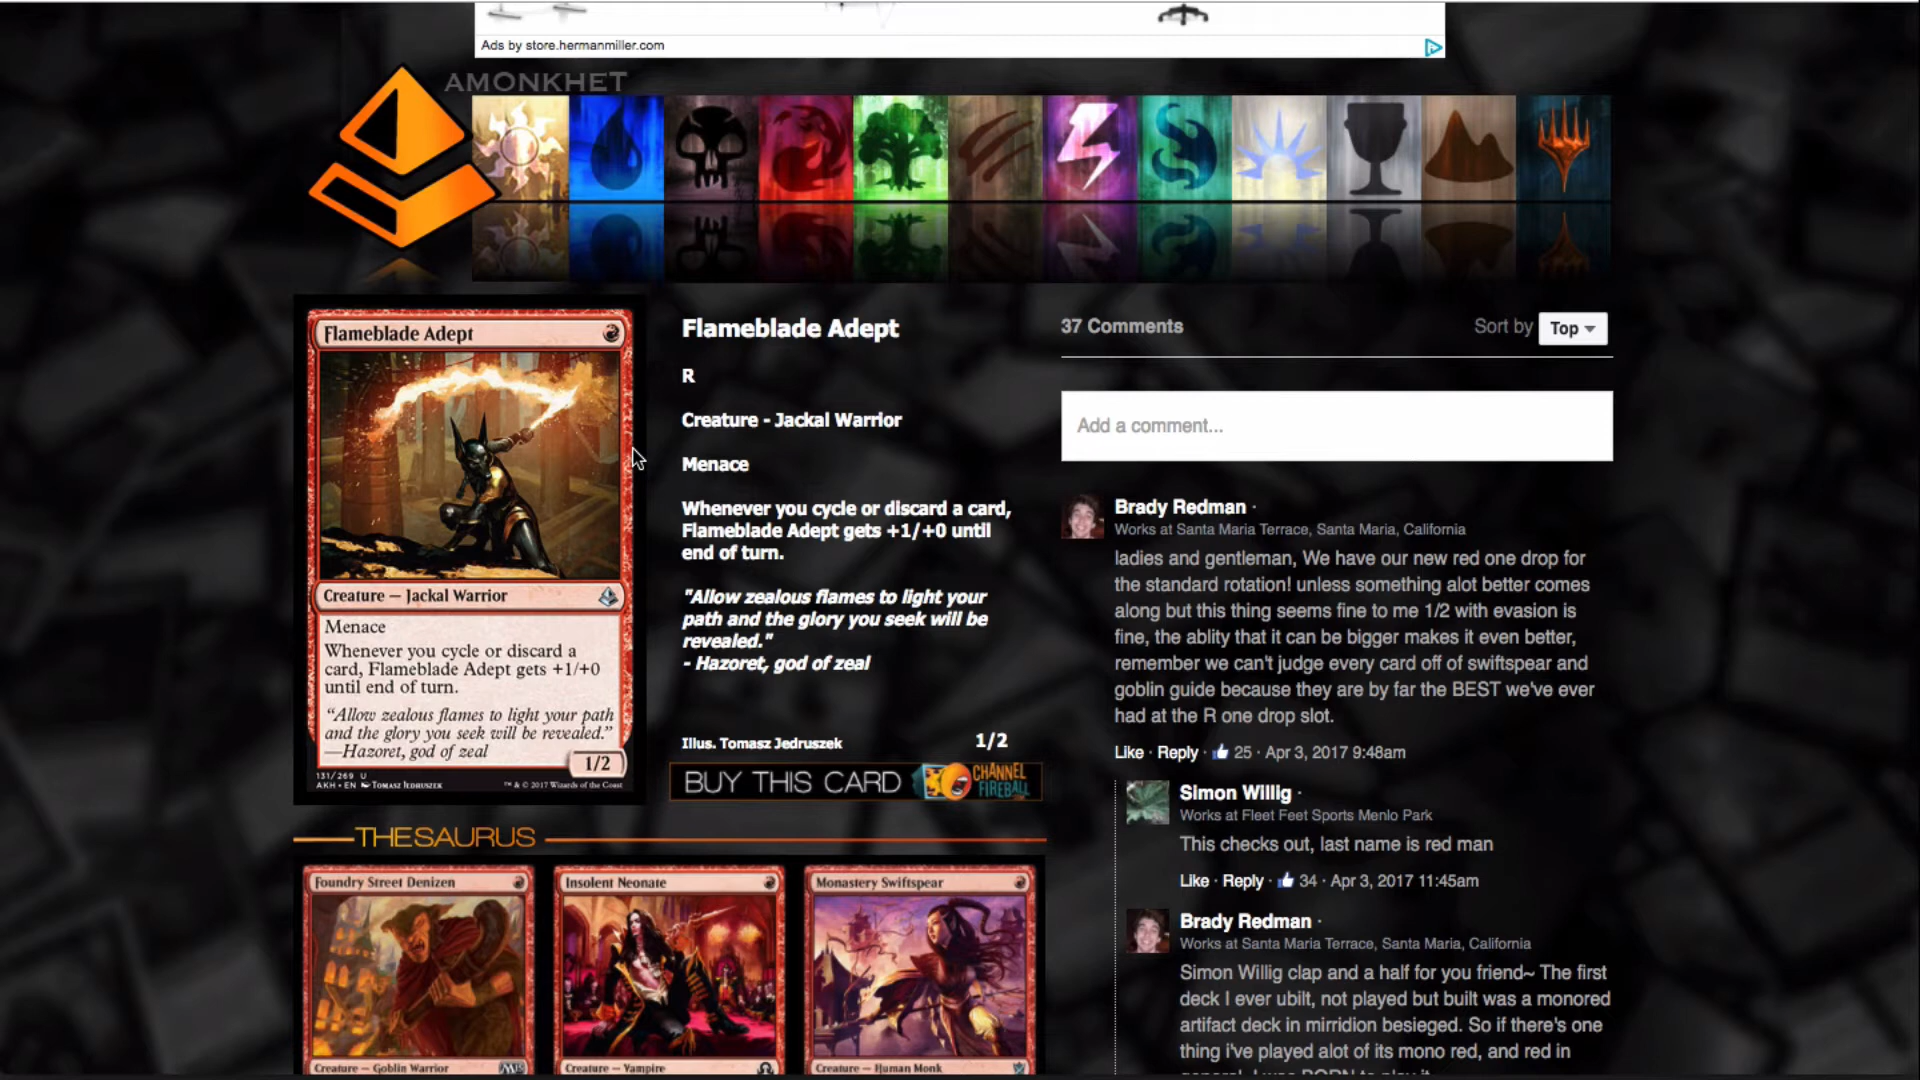 Ads by store.hermanmiller.com
AMONKHET
Flameblade Adept
Creature — Jackal Warrior
Menace
Whenever you cycle or discard a
card, Flameblade Adept gets +1/+0
until end of turn.
“Allow zealous flames to light your path
and the glory you seek will be revealed.”
—Hazoret, god of zeal
1/2
131/269 U
AKH • EN Tomasz Jedruszek
™ & © 2017 Wizards of the Coast
Flameblade Adept
R
Creature - Jackal Warrior
Menace
Whenever you cycle or discard a card,
Flameblade Adept gets +1/+0 until
end of turn.
"Allow zealous flames to light your
path and the glory you seek will be
revealed."
- Hazoret, god of zeal
Illus. Tomasz Jedruszek
1/2
BUY THIS CARD CHANNEL
FIREBALL
THESAURUS
Foundry Street Denizen
Creature — Goblin Warrior
M15
Insolent Neonate
Creature — Vampire
Monastery Swiftspear
Creature — Human Monk
37 Comments
Sort by Top
Add a comment...
Brady Redman ·
Works at Santa Maria Terrace, Santa Maria, California
ladies and gentleman, We have our new red one drop for
the standard rotation! unless something alot better comes
along but this thing seems fine to me 1/2 with evasion is
fine, the ablity that it can be bigger makes it even better,
remember we can't judge every card off of swiftspear and
goblin guide because they are by far the BEST we've ever
had at the R one drop slot.
Like · Reply · 25 · Apr 3, 2017 9:48am
Simon Willig ·
Works at Fleet Feet Sports Menlo Park
This checks out, last name is red man
Like · Reply · 34 · Apr 3, 2017 11:45am
Brady Redman ·
Works at Santa Maria Terrace, Santa Maria, California
Simon Willig clap and a half for you friend~ The first
deck I ever ubilt, not played but built was a monored
artifact deck in mirridion besieged. So if there's one
thing i've played alot of its mono red, and red in